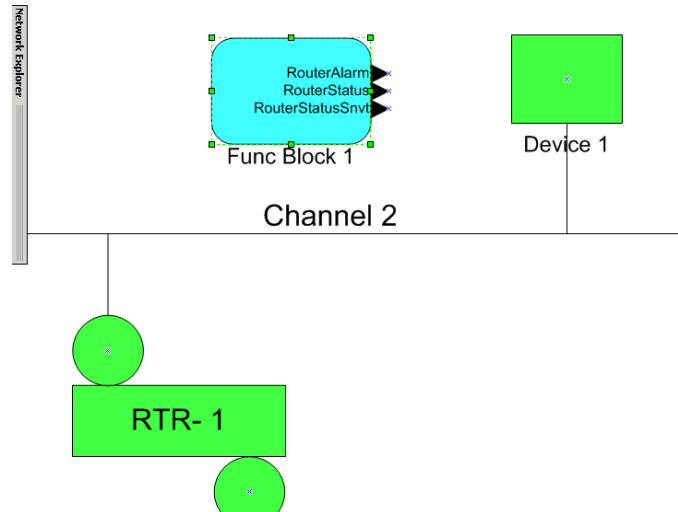 Network Explorer
RouterAlarm
RouterStatus
RouterStatusSnvt
Func Block 1
Device 1
Channel 2
RTR- 1